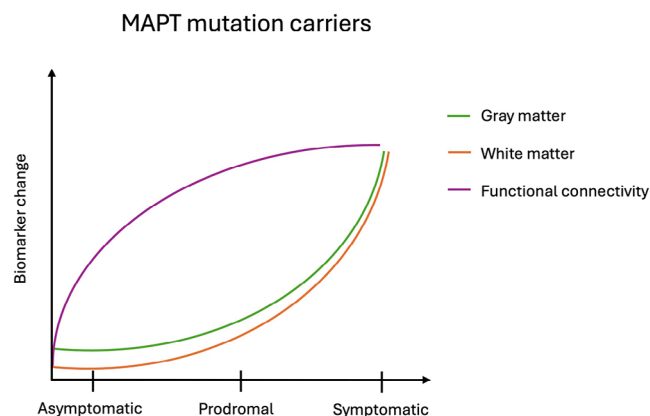 MAPT mutation carriers
Biomarker change
Gray matter
White matter
Functional connectivity
Asymptomatic
Prodromal
Symptomatic